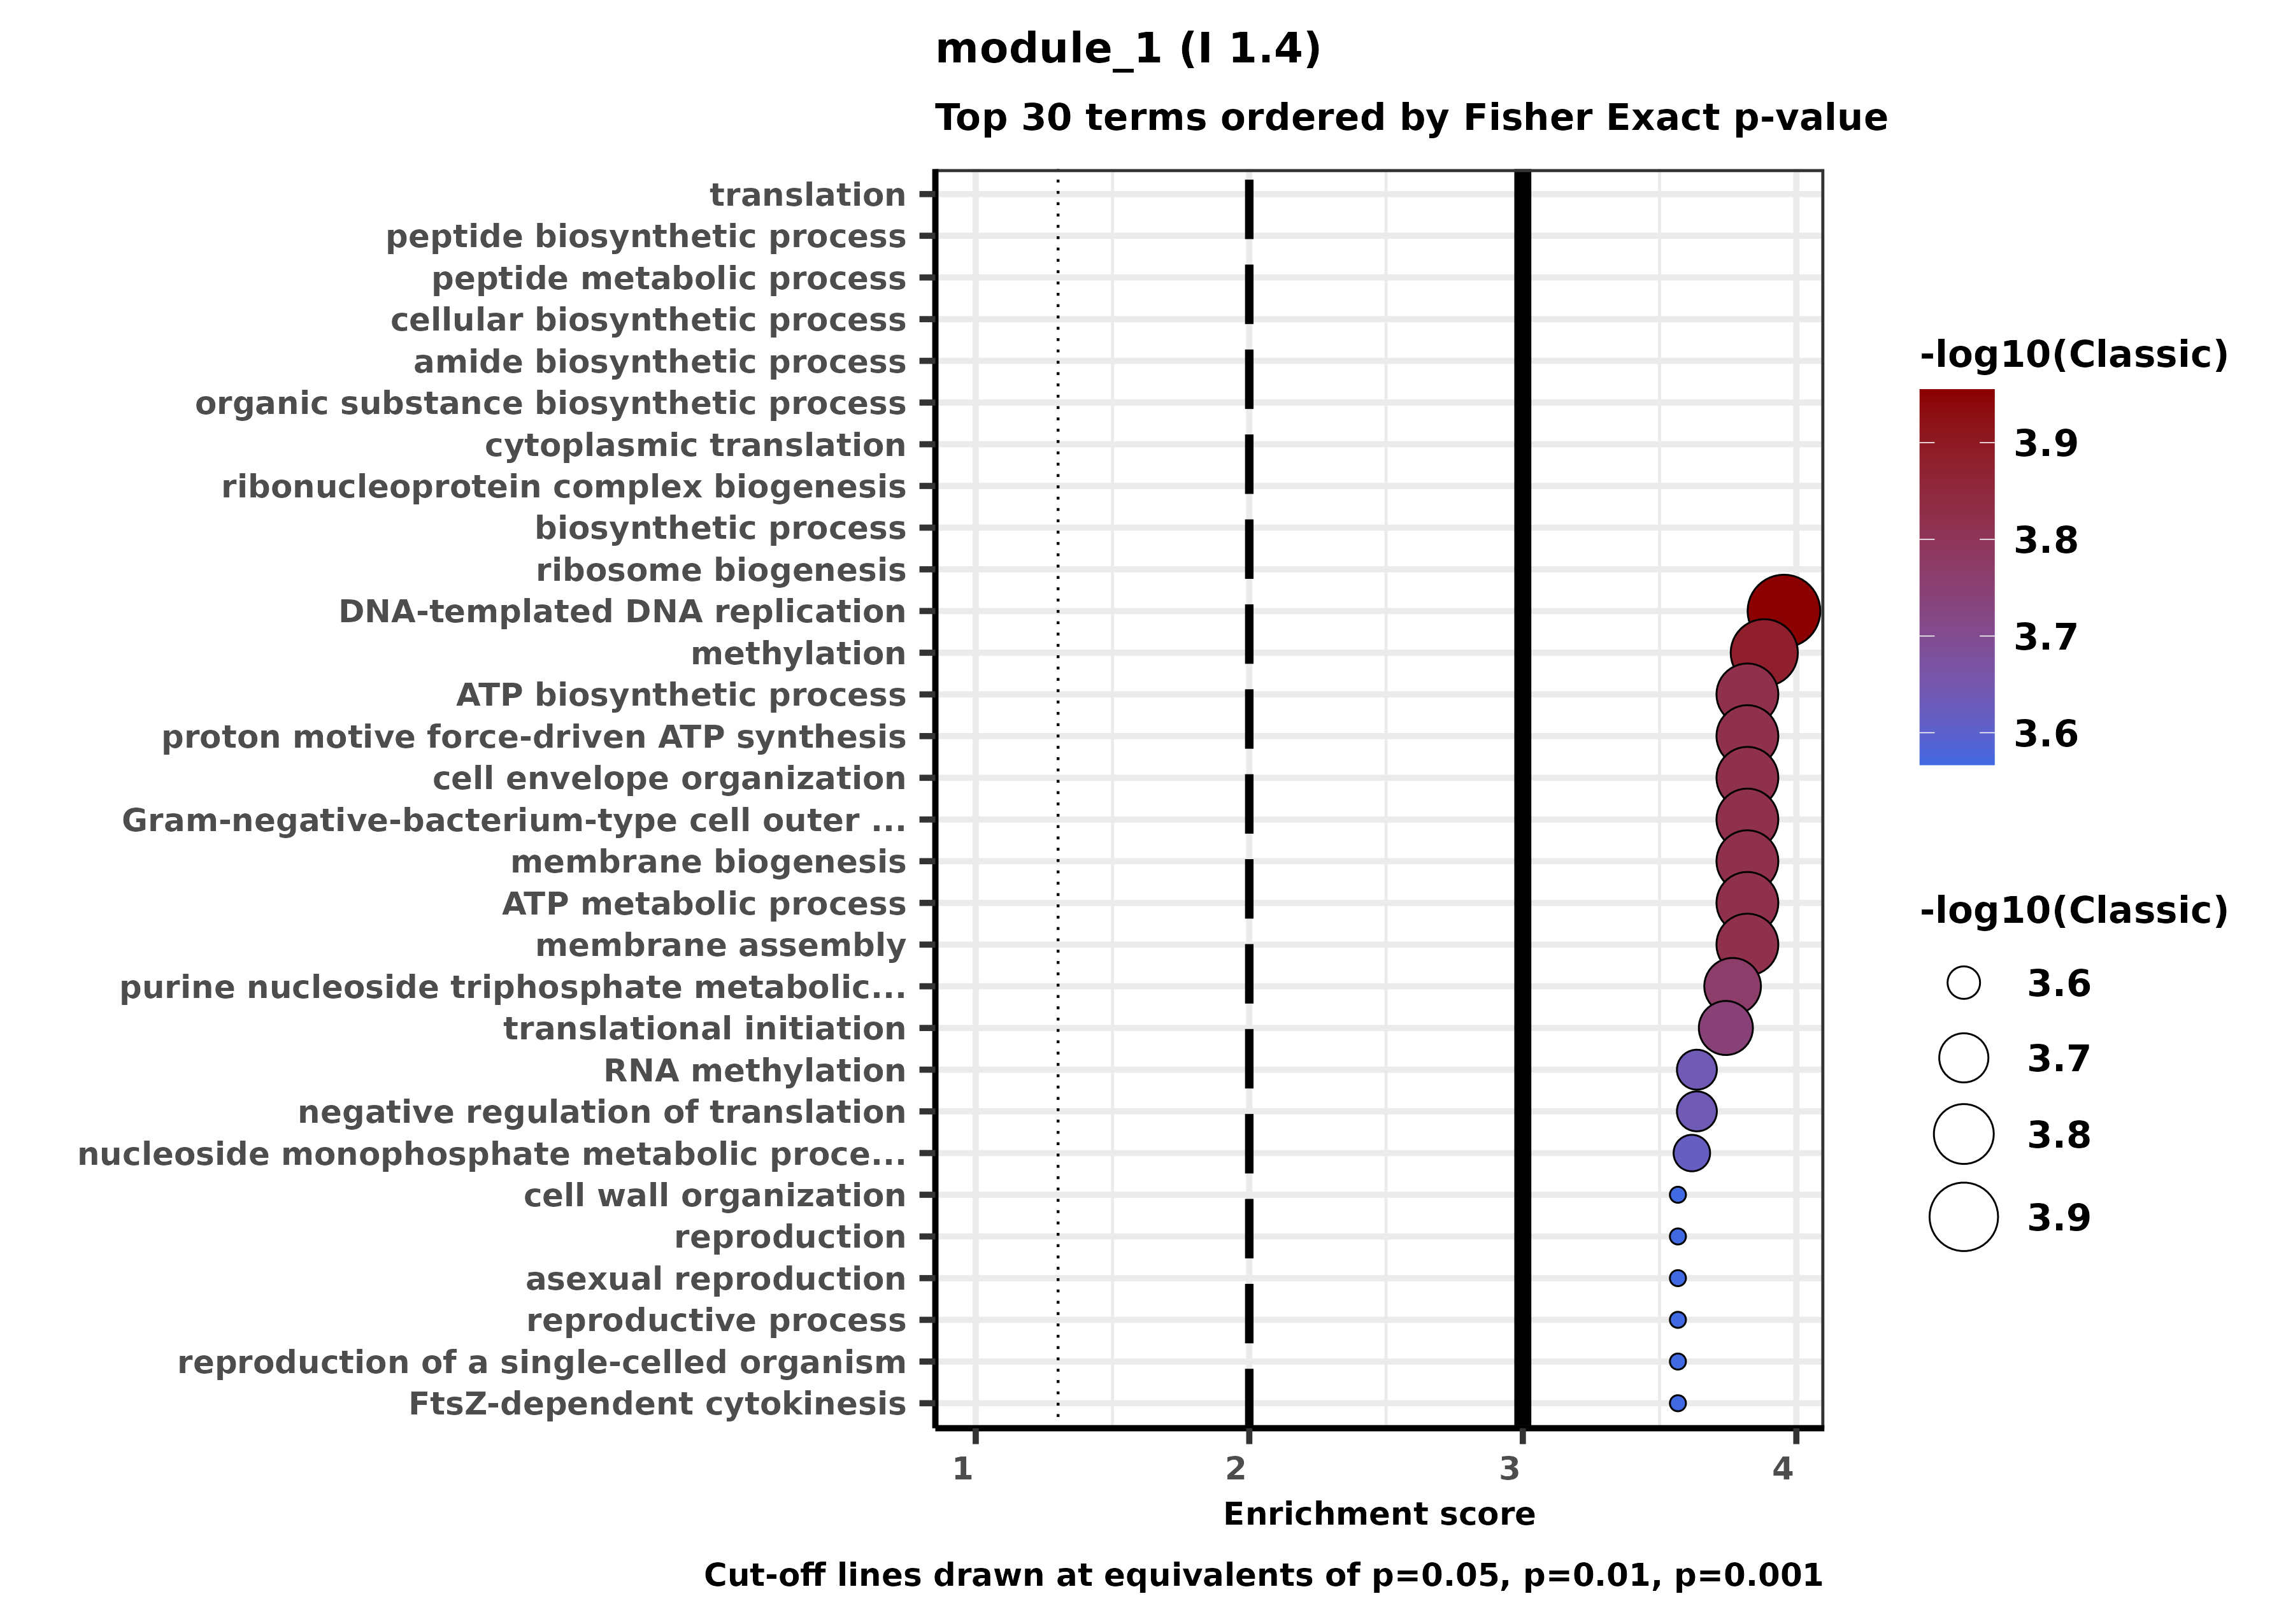 module_1 (I 1.4)
Top 30 terms ordered by Fisher Exact p-value
translation
peptide biosynthetic process
peptide metabolic process
cellular biosynthetic process
amide biosynthetic process
organic substance biosynthetic process
cytoplasmic translation
ribonucleoprotein complex biogenesis
biosynthetic process
ribosome biogenesis
DNA-templated DNA replication
methylation
ATP biosynthetic process
proton motive force-driven ATP synthesis
cell envelope organization
Gram-negative-bacterium-type cell outer ...
membrane biogenesis
ATP metabolic process
membrane assembly
purine nucleoside triphosphate metabolic...
translational initiation
RNA methylation
negative regulation of translation
nucleoside monophosphate metabolic proce...
cell wall organization
reproduction
asexual reproduction
reproductive process
reproduction of a single-celled organism
FtsZ-dependent cytokinesis
1 2 3 4
Enrichment score
Cut-off lines drawn at equivalents of p=0.05, p=0.01, p=0.001
-log10(Classic)
3.9
3.8
3.7
3.6
-log10(Classic)
3.6
3.7
3.8
3.9